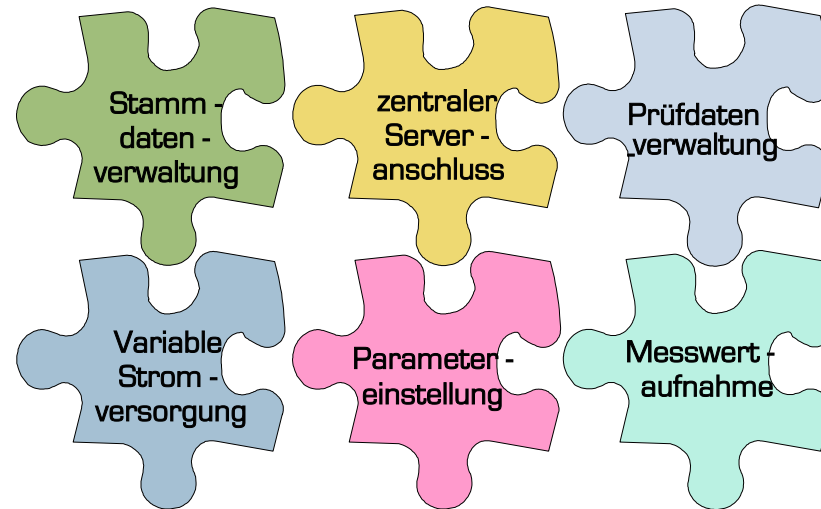 Stamm -
daten -
verwaltung
zentraler
Server -
anschluss
Prüfdaten
_verwaltung
Variable
Strom -
versorgung
Parameter -
einstellung
Messwert -
aufnahme